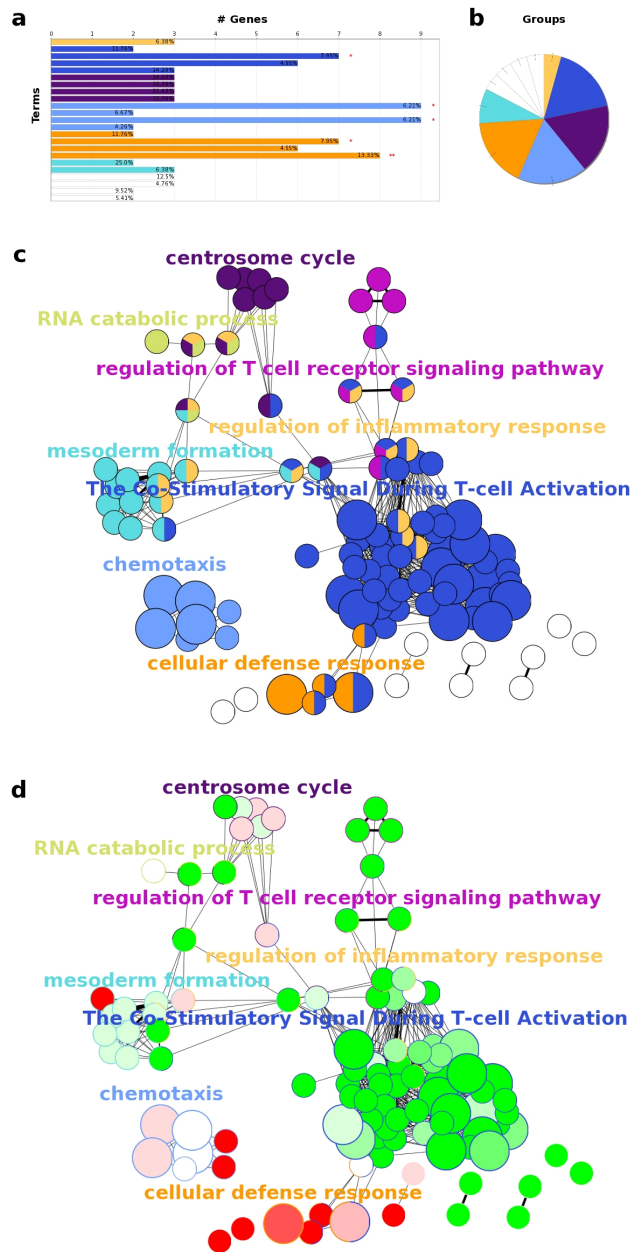 a
# Genes
b
Groups
0 1 2 3 4 5 6 7 8 9
Terms
6.38%
11.76%
7.95% *
4.55%
14.29%
6.21% *
6.67%
6.21% *
4.26%
11.76%
7.95% *
4.55%
13.33% **
25.0%
6.38%
12.5%
4.76%
9.52%
5.41%
c
centrosome cycle
RNA catabolic process
regulation of T cell receptor signaling pathway
regulation of inflammatory response
mesoderm formation
The Co-Stimulatory Signal During T-cell Activation
chemotaxis
cellular defense response
d
centrosome cycle
RNA catabolic process
regulation of T cell receptor signaling pathway
regulation of inflammatory response
mesoderm formation
The Co-Stimulatory Signal During T-cell Activation
chemotaxis
cellular defense response